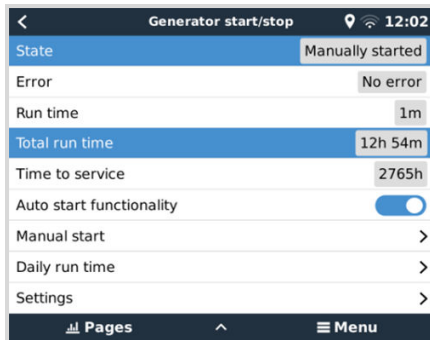 Generator start/stop 12:02
State Manually started
Error No error
Run time 1m
Total run time 12h 54m
Time to service 2765h
Auto start functionality
Manual start
Daily run time
Settings
Pages Menu